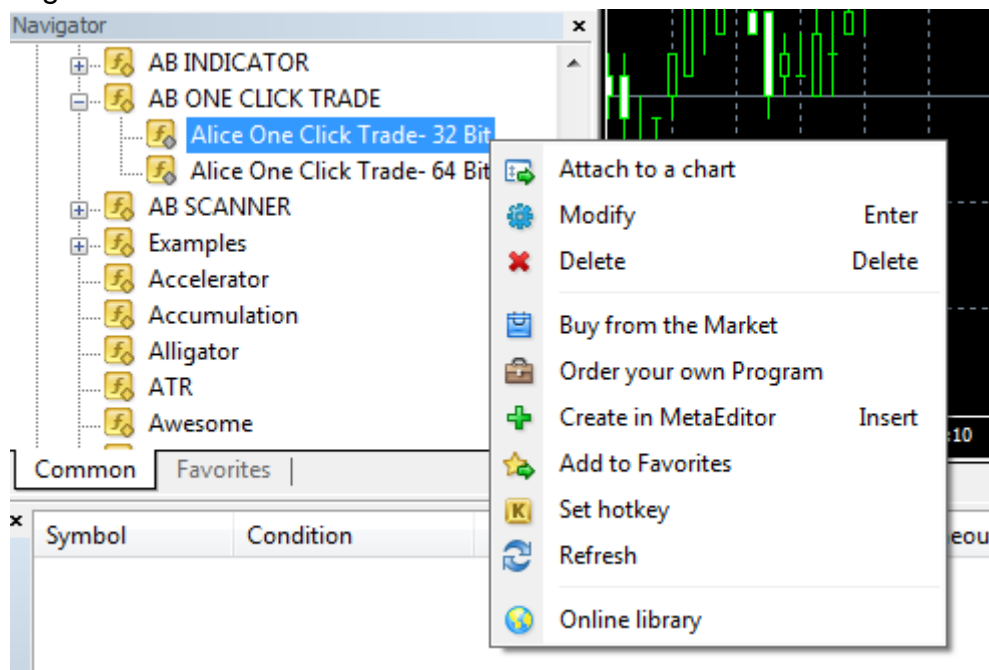 Navigator
AB INDICATOR
AB ONE CLICK TRADE
Alice One Click Trade- 32 Bit
Alice One Click Trade- 64 Bit
AB SCANNER
Examples
Accelerator
Accumulation
Alligator
ATR
Awesome
Common Favorites
Attach to a chart
Modify Enter
Delete Delete
Buy from the Market
Order your own Program
Create in MetaEditor Insert
Add to Favorites
Set hotkey
Refresh
Online library
:10
Symbol Condition